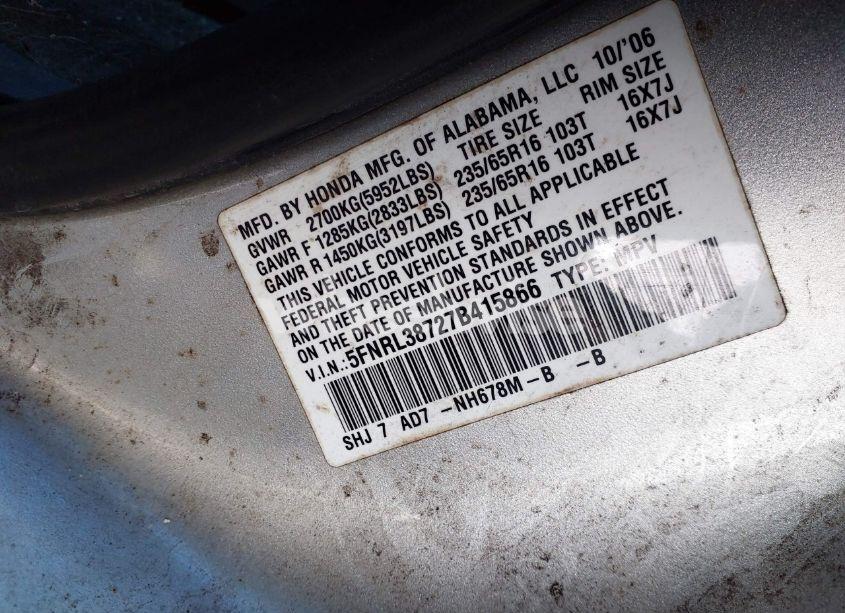 MFD. BY HONDA MFG. OF ALABAMA, LLC 10/'06
GVWR 2700KG(5952LBS) TIRE SIZE RIM SIZE
GAWR F 1285KG(2833LBS) 235/65R16 103T 16X7J
GAWR R 1450KG(3197LBS) 235/65R16 103T 16X7J
THIS VEHICLE CONFORMS TO ALL APPLICABLE
FEDERAL MOTOR VEHICLE SAFETY
AND THEFT PREVENTION STANDARDS IN EFFECT
ON THE DATE OF MANUFACTURE SHOWN ABOVE.
V.I.N.:5FNRL38727B415866 TYPE: MPV
SHJ 7 AD7 -NH678M -B -B